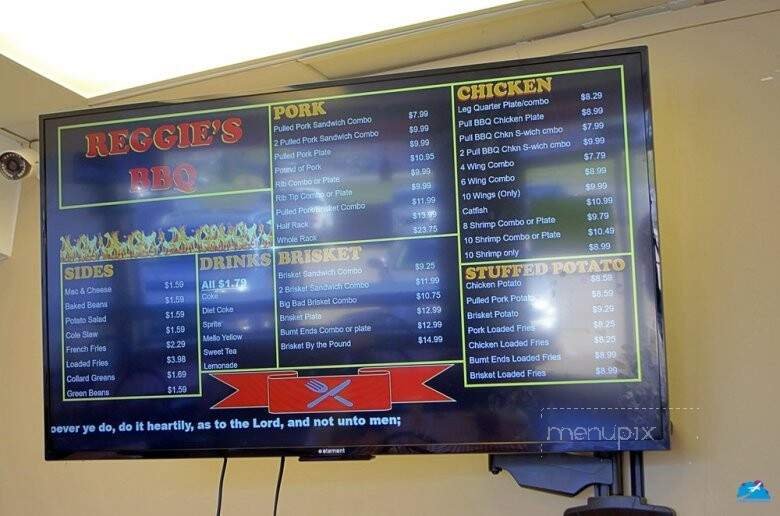 REGGIE'S
BBQ
PORK
Pulled Pork Sandwich Combo $7.99
2 Pulled Pork Sandwich Combo $9.99
Pulled Pork Plate $9.99
Pound of Pork $10.95
Rib Combo or Plate $9.99
Rib Tip Combo or Plate $9.99
Pulled Pork/Brisket Combo $11.99
Half Rack $13.99
Whole Rack $23.75
CHICKEN
Leg Quarter Plate/combo $8.29
Pull BBQ Chicken Plate $8.99
Pull BBQ Chkn S-wich cmbo $7.99
2 Pull BBQ Chkn S-wich cmbo $9.99
4 Wing Combo $7.79
6 Wing Combo $8.99
10 Wings (Only) $9.99
Catfish $10.99
8 Shrimp Combo or Plate $9.79
10 Shrimp Combo or Plate $10.49
10 Shrimp only $8.99
SIDES
Mac & Cheese $1.59
Baked Beans $1.59
Potato Salad $1.59
Cole Slaw $1.59
French Fries $2.29
Loaded Fries $3.98
Collard Greens $1.69
Green Beans $1.59
DRINKS
All $1.79
Coke
Diet Coke
Sprite
Mello Yellow
Sweet Tea
Lemonade
BRISKET
Brisket Sandwich Combo $9.25
2 Brisket Sandwich Combo $11.99
Big Bad Brisket Combo $10.75
Brisket Plate $12.99
Burnt Ends Combo or plate $12.99
Brisket By the Pound $14.99
STUFFED POTATO
Chicken Potato $8.59
Pulled Pork Potato $8.59
Brisket Potato $9.29
Pork Loaded Fries $8.25
Chicken Loaded Fries $8.25
Burnt Ends Loaded Fries $8.99
Brisket Loaded Fries $8.99
oever ye do, do it heartily, as to the Lord, and not unto men;
element
menupix